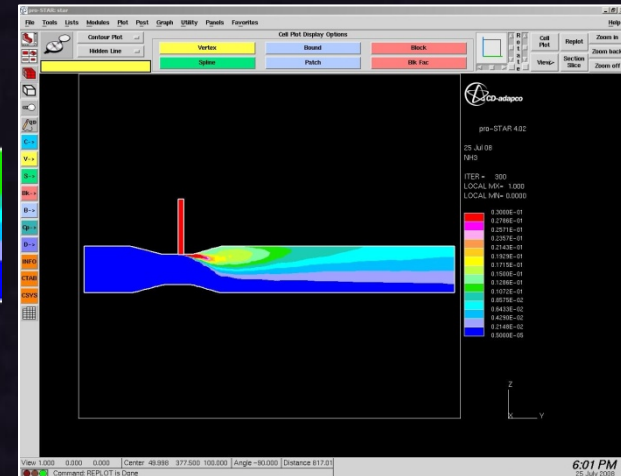 pro-STAR: star
File Tools Lists Modules Plot Post Graph Utility Panels Favorites Help
Contour Plot
Hidden Line
Cell Plot Display Options
Vertex Bound Block
Spline Patch Blk Fac
Cell Plot
View>
Replot
Section Slice
Zoom in
Zoom back
Zoom off
C->
V->
S->
Bk->
B->
Cp->
D->
INFO
CTAB
CSYS
CD-adapco
pro-STAR 4.02
25 Jul 08
NH3
ITER = 300
LOCAL MX= 1.000
LOCAL MN= 0.0000
0.3000E-01
0.2786E-01
0.2571E-01
0.2357E-01
0.2143E-01
0.1929E-01
0.1715E-01
0.1500E-01
0.1286E-01
0.1072E-01
0.8575E-02
0.6433E-02
0.4290E-02
0.2148E-02
0.5000E-05
Z
X Y
View 1.000 0.000 0.000 Center 49.998 377.500 100.000 Angle -90.000 Distance 817.01
Command: REPLOT is Done
6:01 PM
25 July 2008